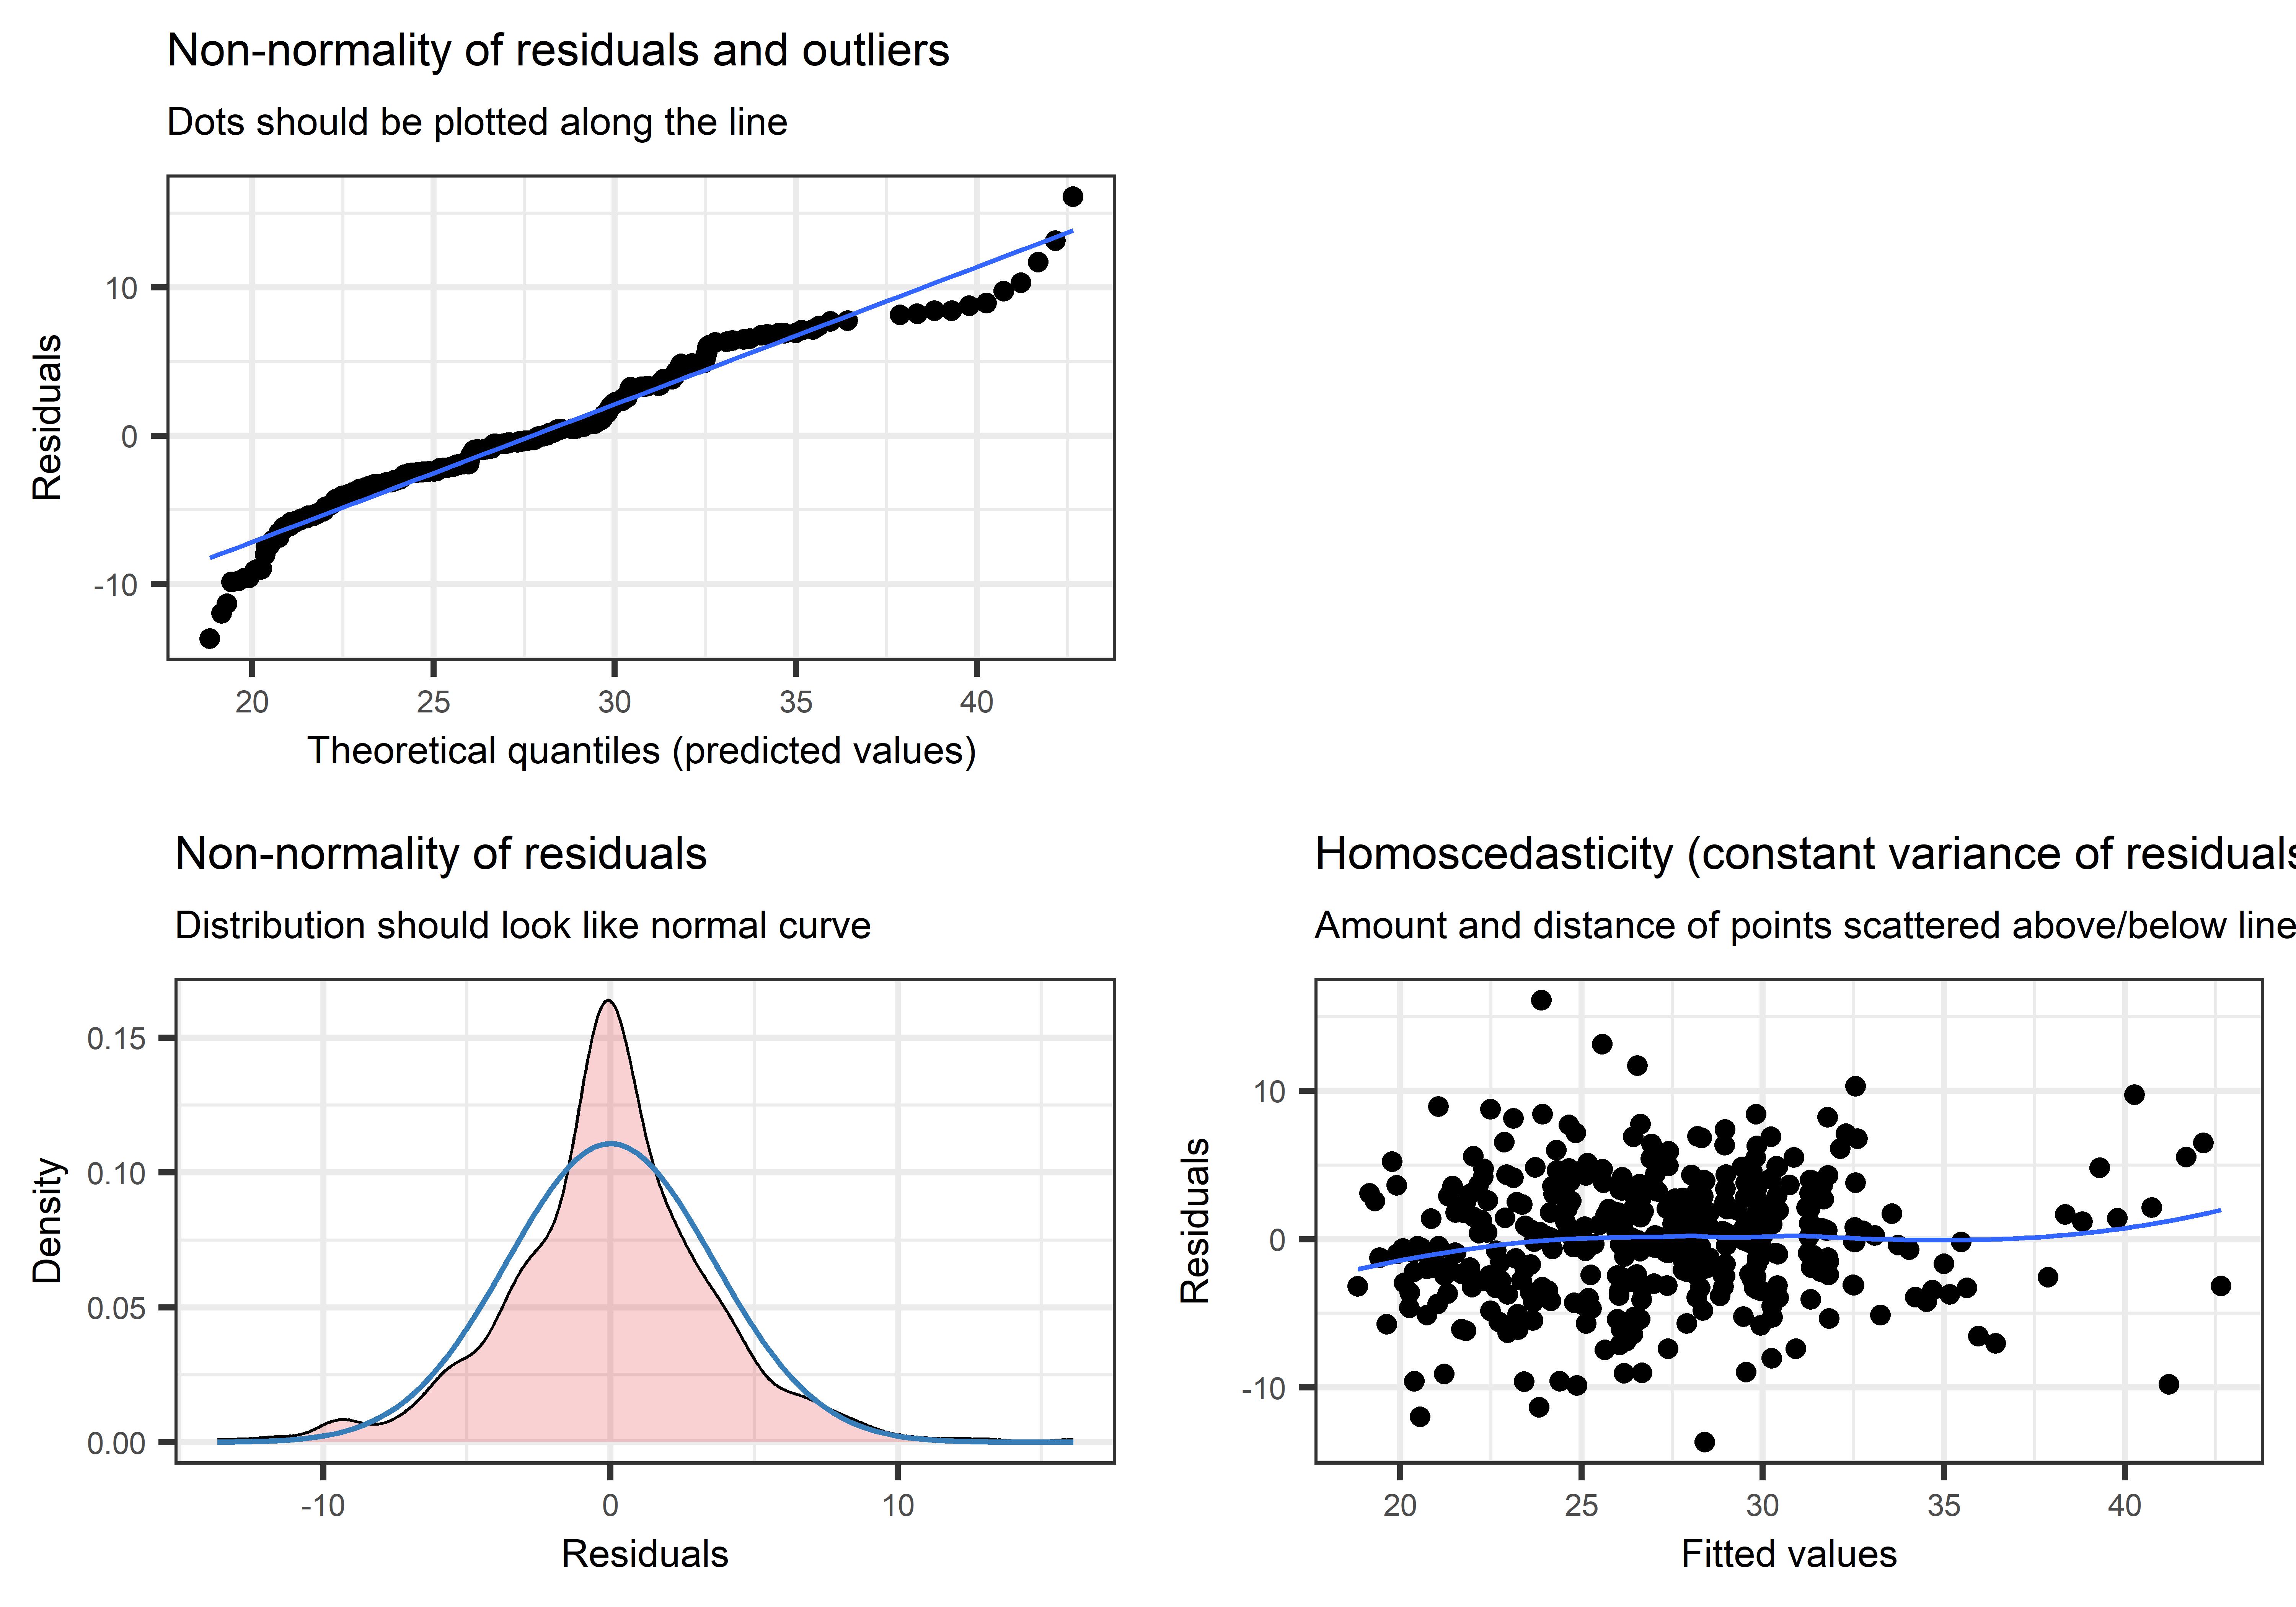 Non-normality of residuals and outliers
Dots should be plotted along the line
10
0
-10
Residuals
20 25 30 35 40
Theoretical quantiles (predicted values)
Non-normality of residuals
Distribution should look like normal curve
0.15
0.10
0.05
0.00
Density
-10 0 10
Residuals
Homoscedasticity (constant variance of residuals
Amount and distance of points scattered above/below line
10
0
-10
Residuals
20 25 30 35 40
Fitted values